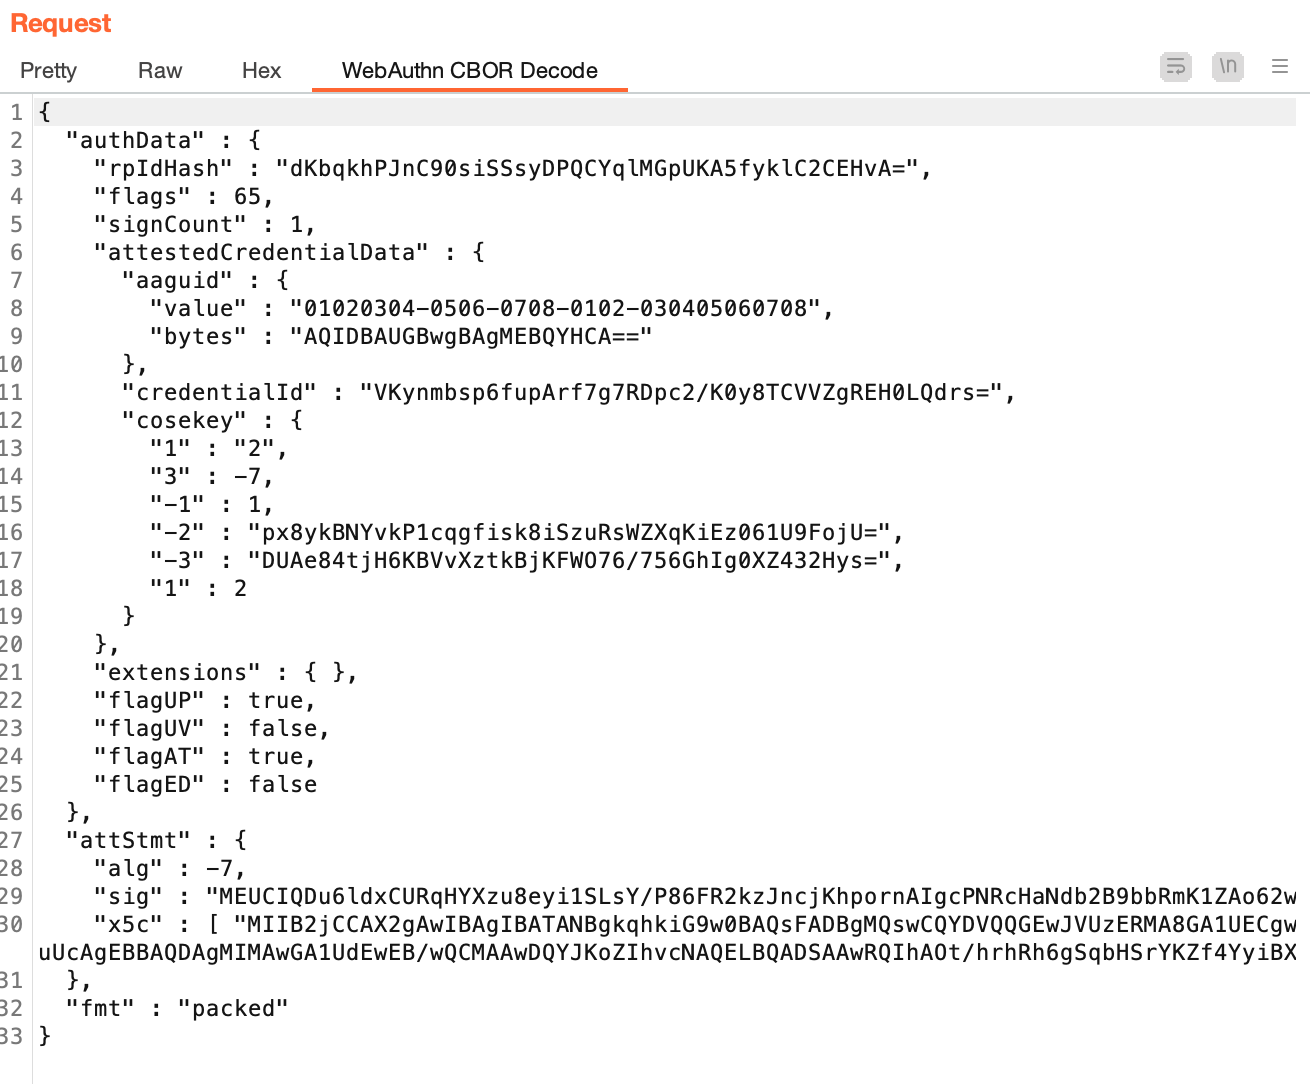 Request
Pretty Raw Hex WebAuthn CBOR Decode \n
1 {
2 "authData" : {
3 "rpIdHash" : "dKbqkhPJnC90siSSsyDPQCYqlMGpUKA5fyklC2CEHvA=",
4 "flags" : 65,
5 "signCount" : 1,
6 "attestedCredentialData" : {
7 "aaguid" : {
8 "value" : "01020304-0506-0708-0102-030405060708",
9 "bytes" : "AQIDBAUGBwgBAgMEBQYHCA=="
10 },
11 "credentialId" : "VKynmbsp6fupArf7g7RDpc2/K0y8TCVVZgREH0LQdrs=",
12 "cosekey" : {
13 "1" : "2",
14 "3" : -7,
15 "-1" : 1,
16 "-2" : "px8ykBNYvkP1cqgfisk8iSzuRsWZXqKiEz061U9FojU=",
17 "-3" : "DUAe84tjH6KBVvXztkBjKFWO76/756GhIg0XZ432Hys=",
18 "1" : 2
19 }
20 },
21 "extensions" : { },
22 "flagUP" : true,
23 "flagUV" : false,
24 "flagAT" : true,
25 "flagED" : false
26 },
27 "attStmt" : {
28 "alg" : -7,
29 "sig" : "MEUCIQDu6ldxCURqHYXzu8eyi1SLsY/P86FR2kzJncjKhpornAIgcPNRcHaNdb2B9bbRmK1ZAo62w
30 "x5c" : [ "MIIB2jCCAX2gAwIBAgIBATANBgkqhkiG9w0BAQsFADBgMQswCQYDVQQGEwJVUzERMA8GA1UECgw
uUcAgEBBAQDAgMIMAwGA1UdEwEB/wQCMAAwDQYJKoZIhvcNAQELBQADSAAwRQIhAOt/hrhRh6gSqbHSrYKZf4YyiBX
31 },
32 "fmt" : "packed"
33 }